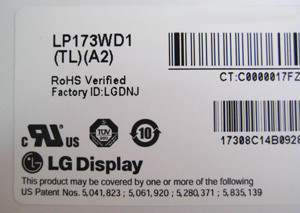 LP173WD1
(TL)(A2)
RoHS Verified
Factory ID:LGDNJ
CT:C0000017FZ
c UL US
TÜV
10
17308C14B0928
LG Display
This product may be covered by one or more of the following
US Patent Nos. 5,041,823 ; 5,061,920 ; 5,280,371 ; 5,835,139